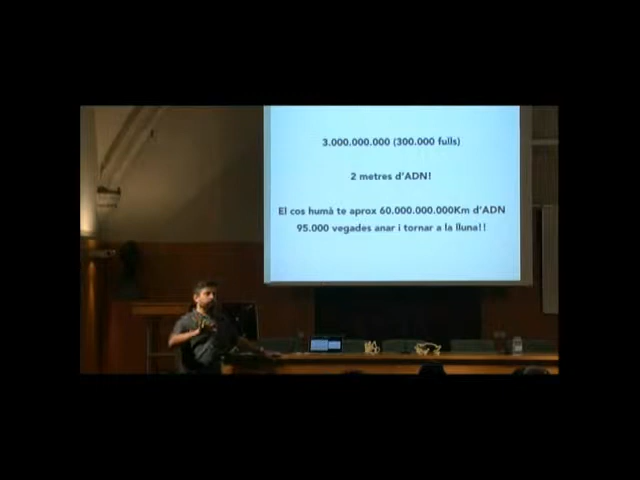 3.000.000.000 (300.000 fulls)
2 metres d'ADN!
El cos humà te aprox 60.000.000.000Km d'ADN
95.000 vegades anar i tornar a la lluna!!